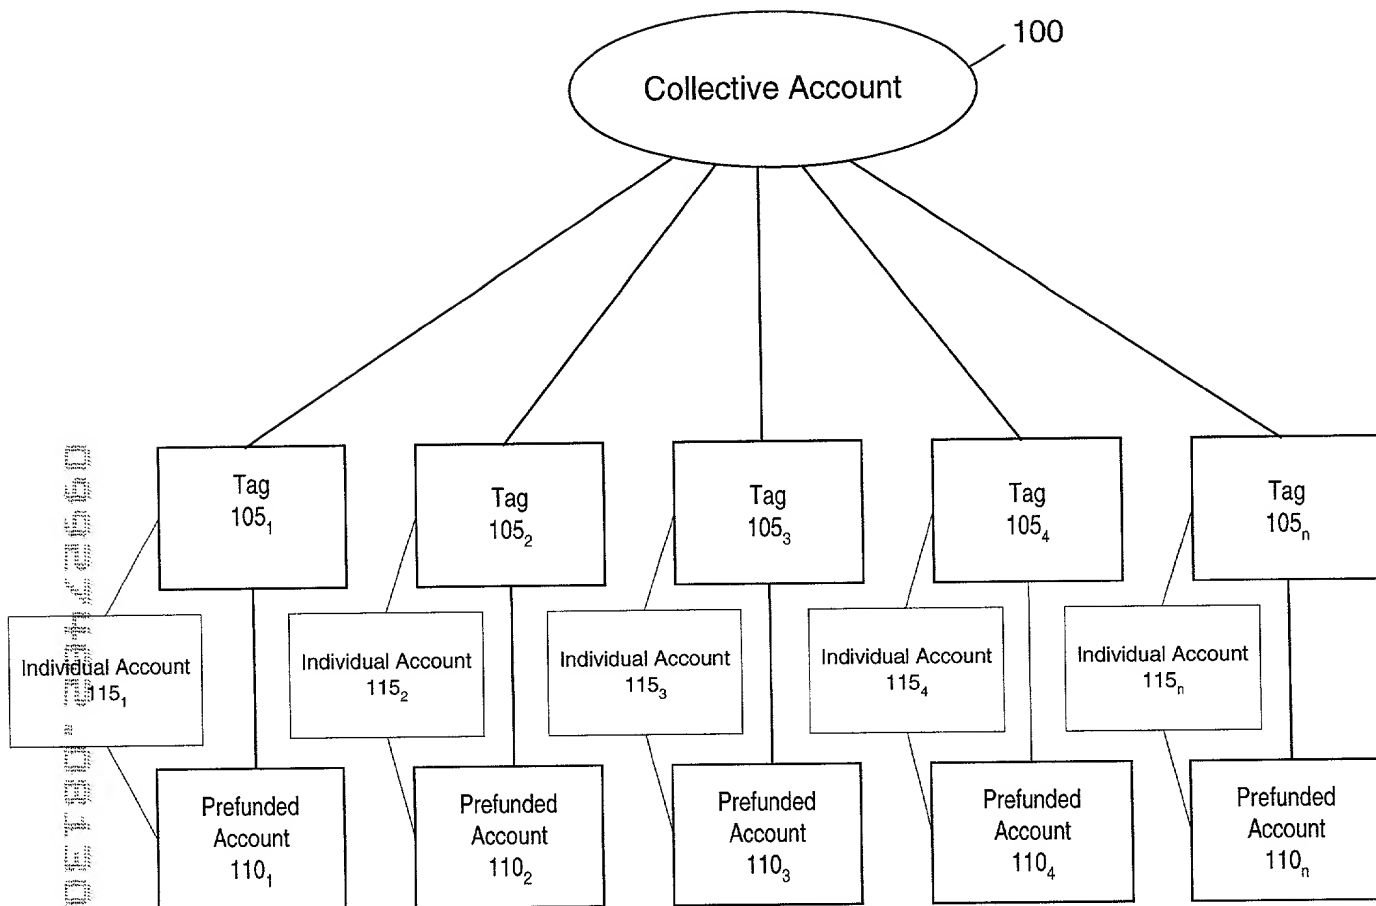 100
Collective Account
Tag
105₁
Tag
105₂
Tag
105₃
Tag
105₄
Tag
105ₙ
Individual Account
115₁
Individual Account
115₂
Individual Account
115₃
Individual Account
115₄
Individual Account
115ₙ
Prefunded
Account
110₁
Prefunded
Account
110₂
Prefunded
Account
110₃
Prefunded
Account
110₄
Prefunded
Account
110ₙ